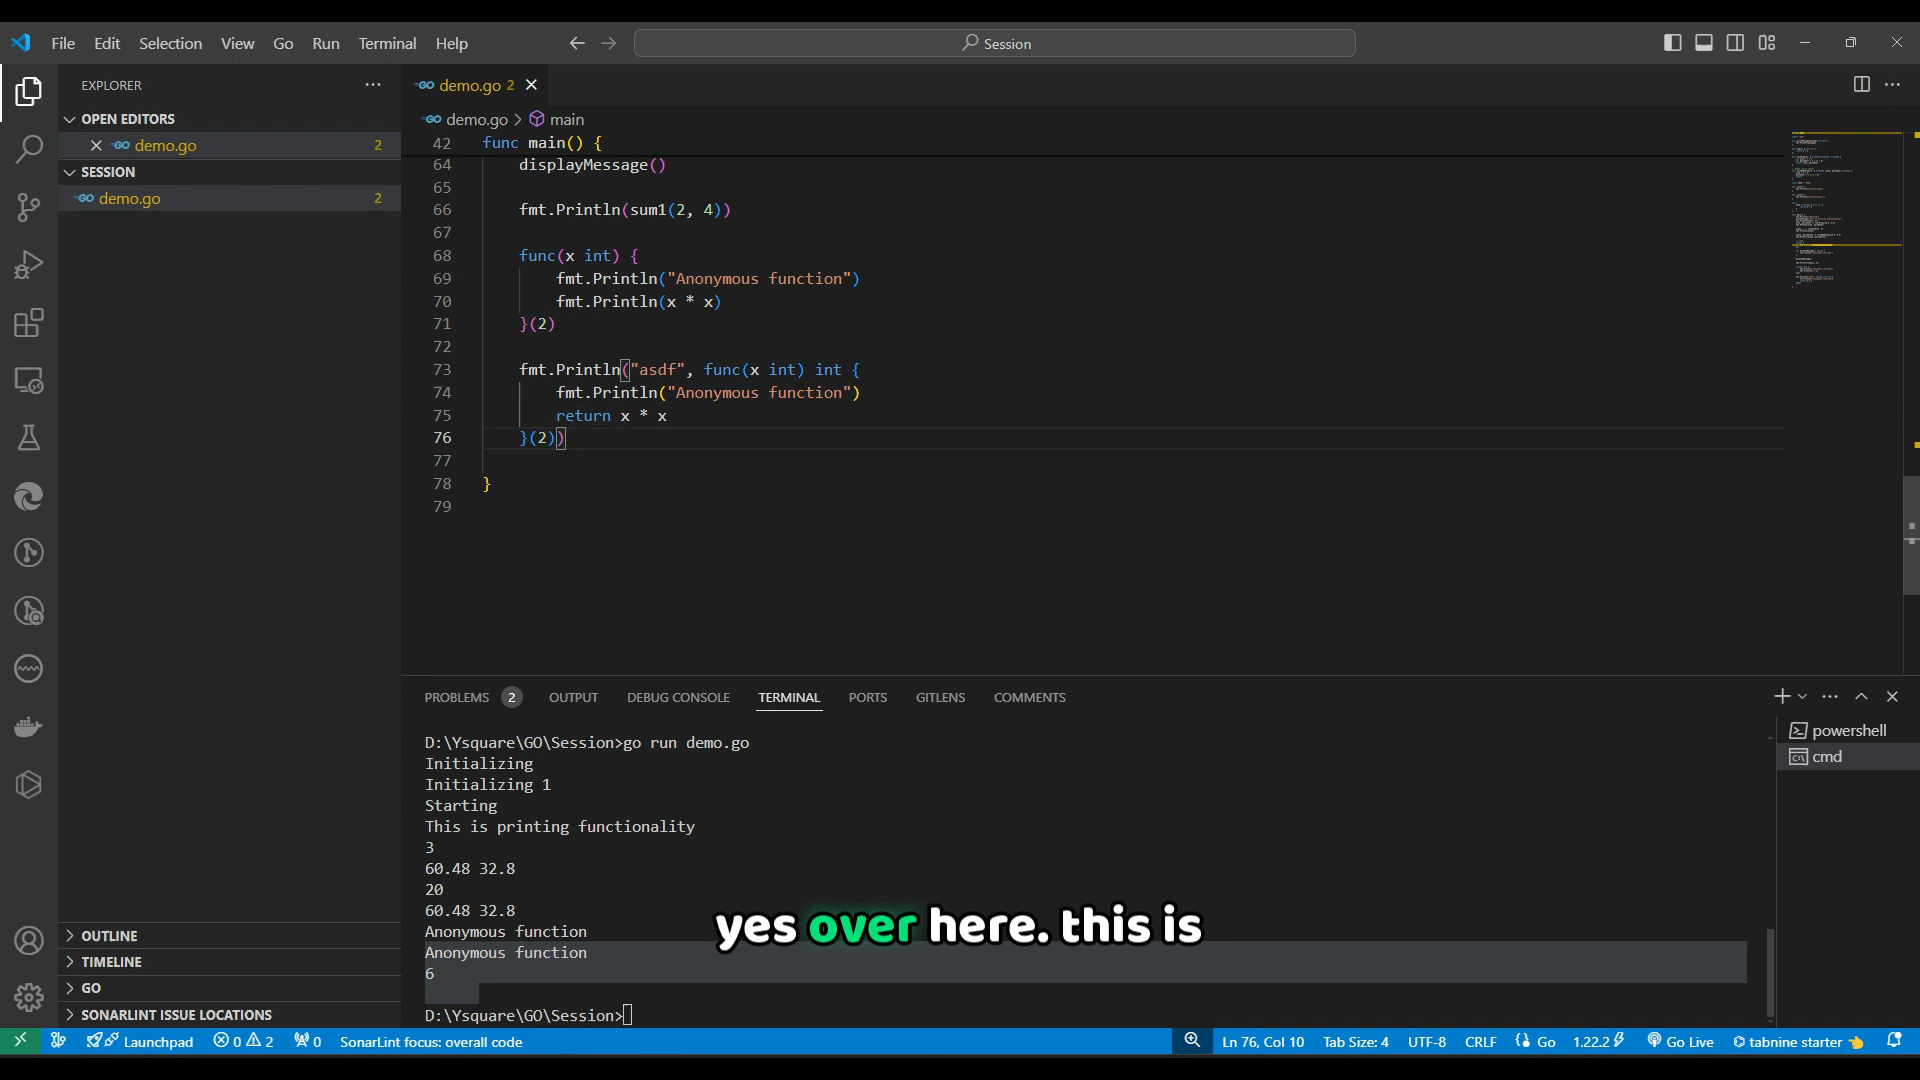 File Edit Selection View Go Run Terminal Help
Session
EXPLORER
OPEN EDITORS
demo.go 2
SESSION
demo.go 2
demo.go 2
demo.go > main
42 func main() {
64 displayMessage()
65
66 fmt.Println(sum1(2, 4))
67
68 func(x int) {
69 fmt.Println("Anonymous function")
70 fmt.Println(x * x)
71 }(2)
72
73 fmt.Println("asdf", func(x int) int {
74 fmt.Println("Anonymous function")
75 return x * x
76 }(2))
77
78 }
79
PROBLEMS 2 OUTPUT DEBUG CONSOLE TERMINAL PORTS GITLENS COMMENTS
D:\Ysquare\GO\Session>go run demo.go
Initializing
Initializing 1
Starting
This is printing functionality
3
60.48 32.8
20
60.48 32.8
Anonymous function
Anonymous function
6
D:\Ysquare\GO\Session>
powershell
cmd
yes over here. this is
OUTLINE
TIMELINE
GO
SONARLINT ISSUE LOCATIONS
Launchpad 0 2 0 SonarLint focus: overall code Ln 76, Col 10 Tab Size: 4 UTF-8 CRLF Go 1.22.2 Go Live tabnine starter